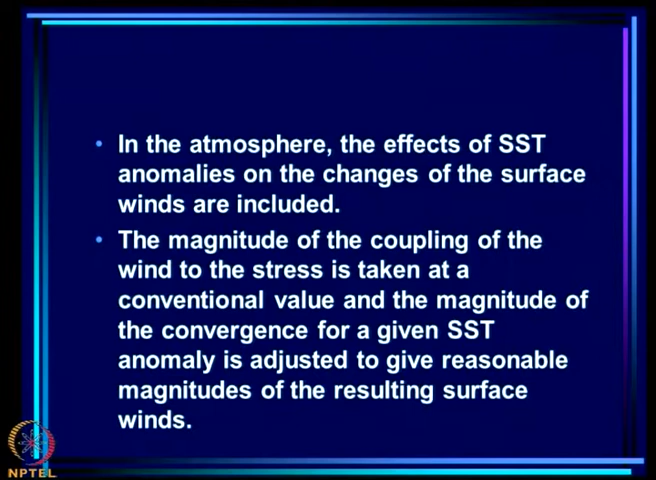 • In the atmosphere, the effects of SST
anomalies on the changes of the surface
winds are included.
• The magnitude of the coupling of the
wind to the stress is taken at a
conventional value and the magnitude of
the convergence for a given SST
anomaly is adjusted to give reasonable
magnitudes of the resulting surface
winds.
NPTEL